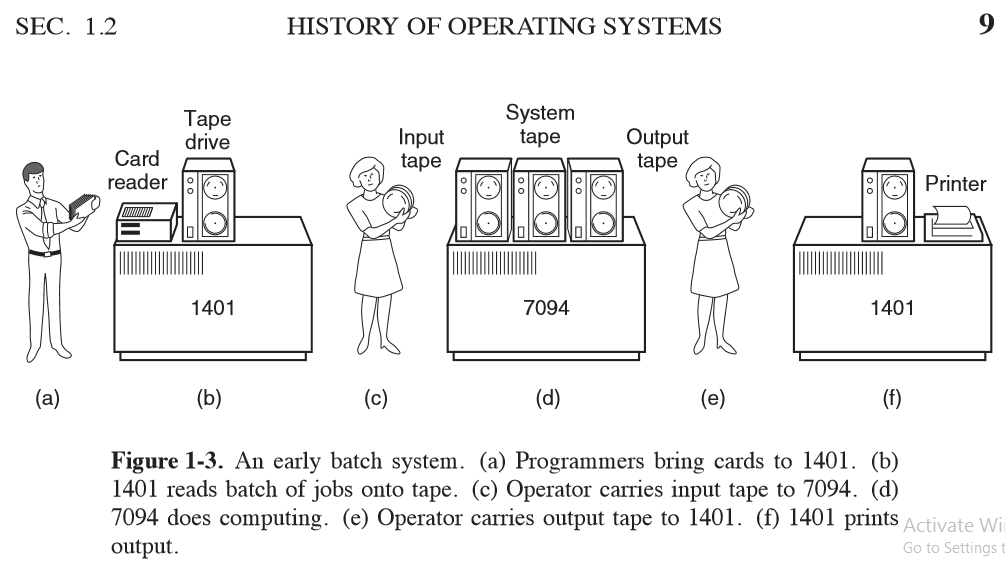 SEC. 1.2 HISTORY OF OPERATING SYSTEMS 9
Card
reader
Tape
drive
Input
tape
System
tape
Output
tape
Printer
1401
7094
1401
(a) (b) (c) (d) (e) (f)
Figure 1-3. An early batch system. (a) Programmers bring cards to 1401. (b)
1401 reads batch of jobs onto tape. (c) Operator carries input tape to 7094. (d)
7094 does computing. (e) Operator carries output tape to 1401. (f) 1401 prints
output.
Activate Wi
Go to Settings t